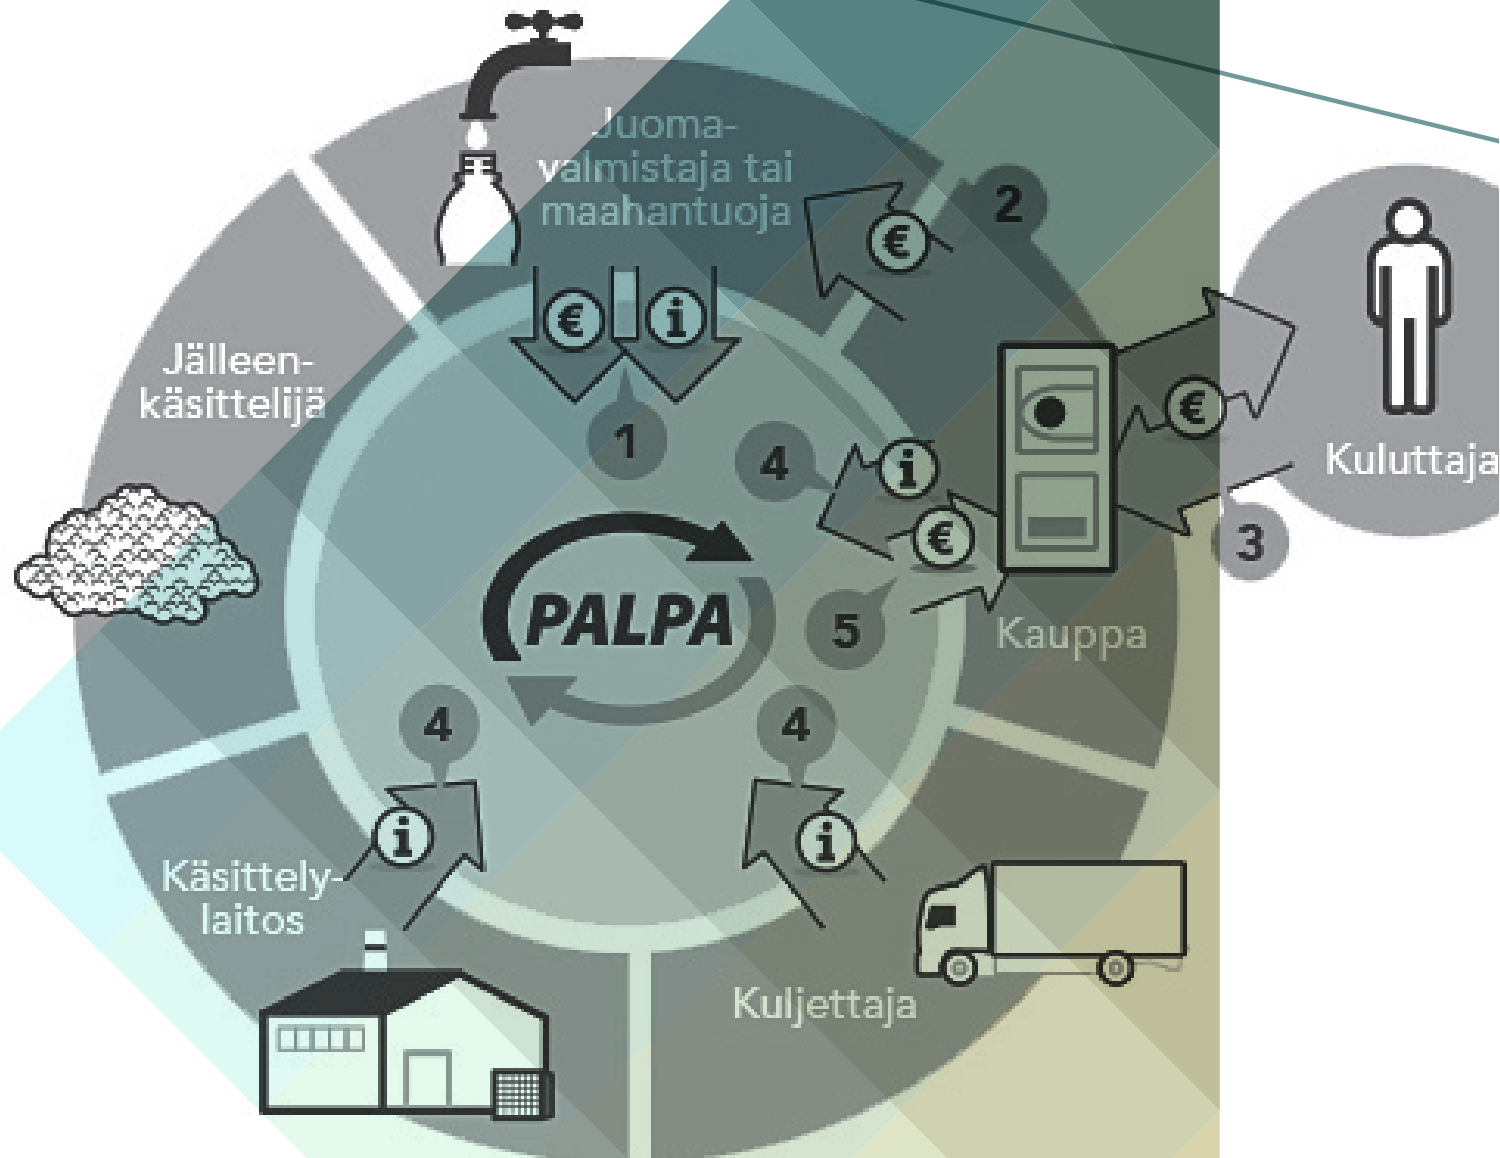 Juoma-
valmistaja tai
maahantuoja
2
€
€
i
€
Jälleen-
käsittelijä
1
4
i
€
Kuluttaja
3
PALPA
5
Kauppa
4
4
i
i
Käsittely-
laitos
Kuljettaja